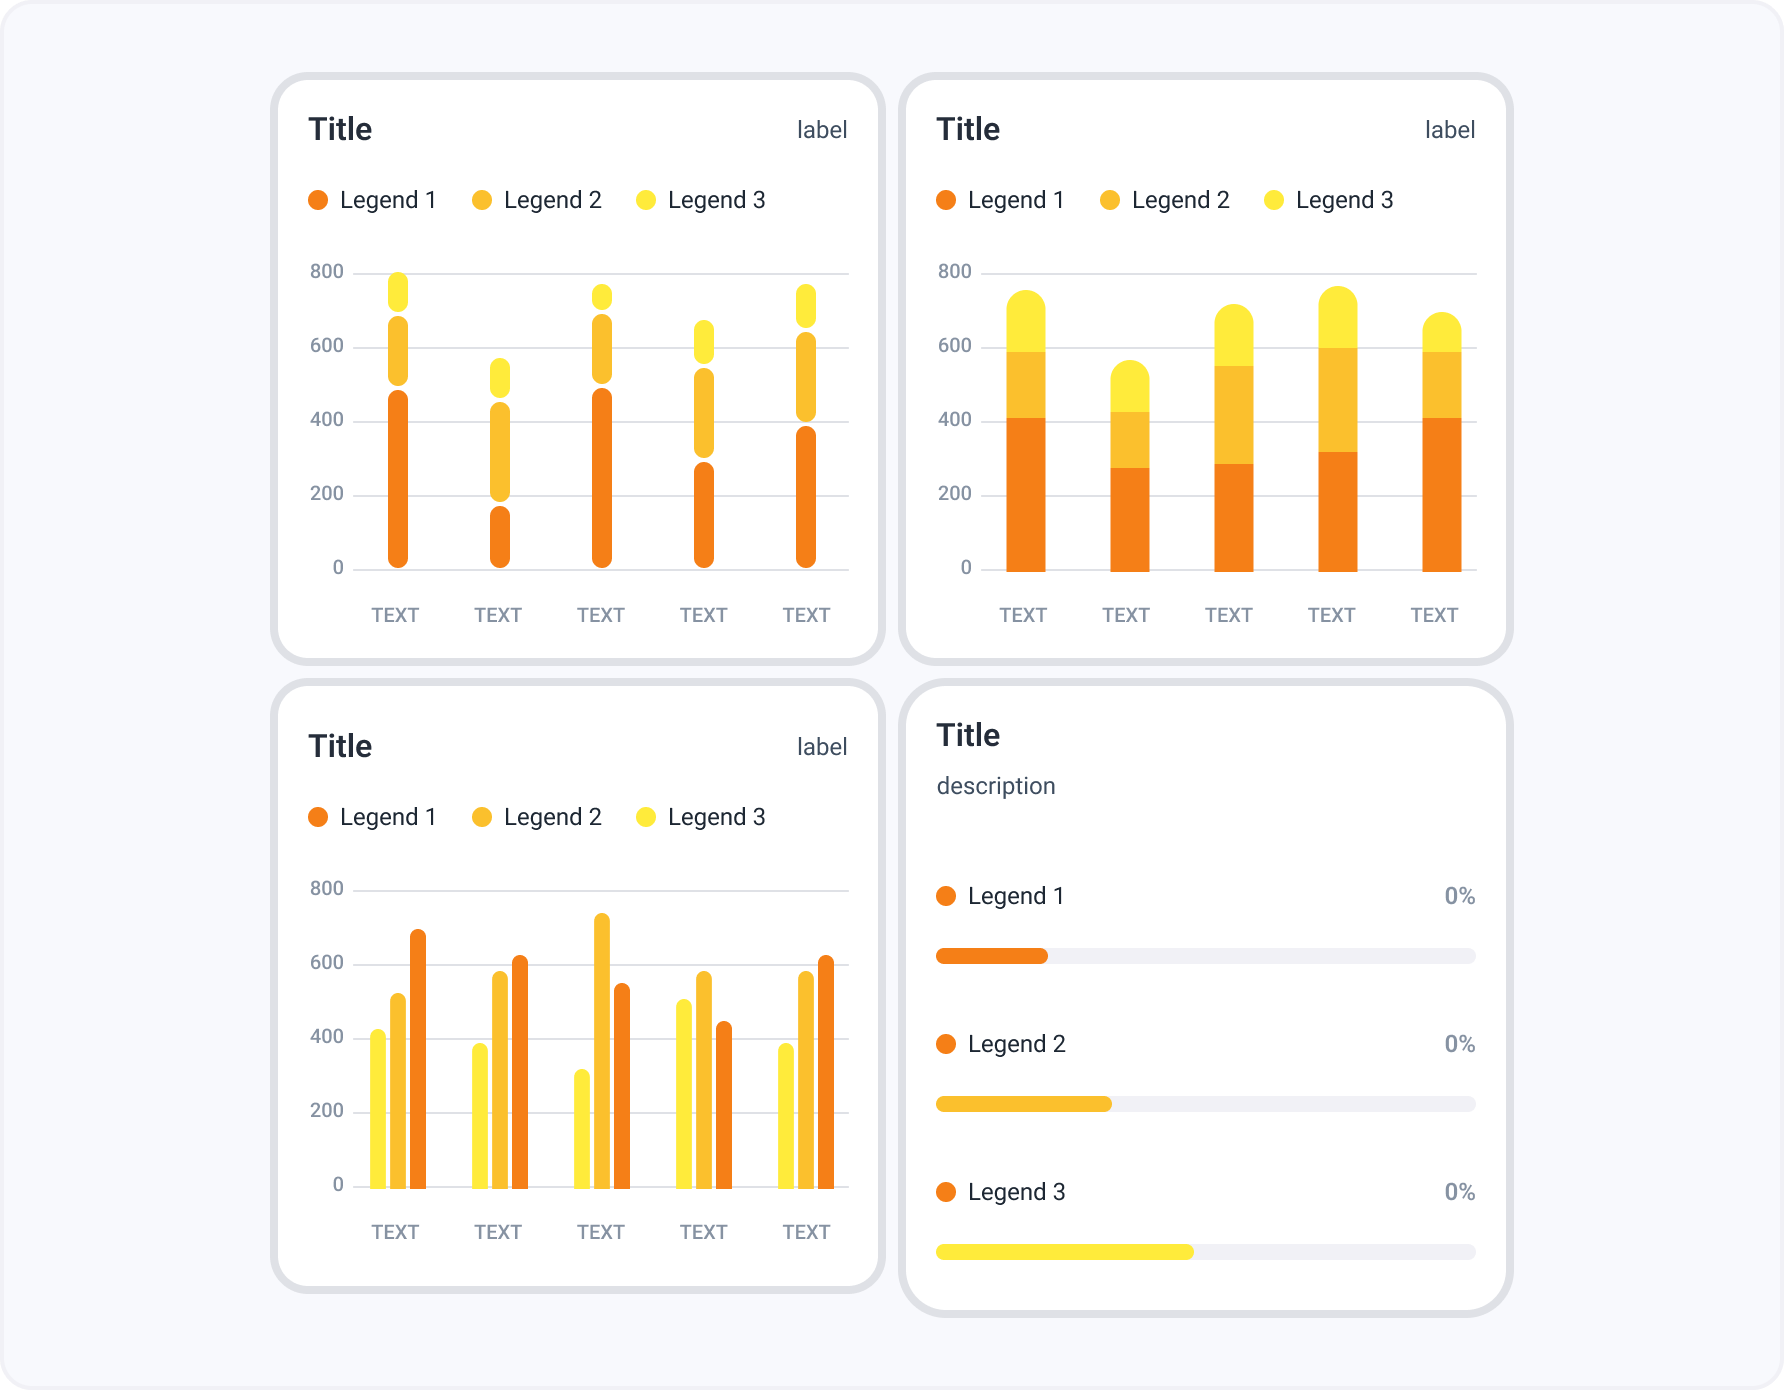 Title label
Legend 1 Legend 2 Legend 3
800
600
400
200
0
TEXT TEXT TEXT TEXT TEXT
Title label
Legend 1 Legend 2 Legend 3
800
600
400
200
0
TEXT TEXT TEXT TEXT TEXT
Title label
Legend 1 Legend 2 Legend 3
800
600
400
200
0
TEXT TEXT TEXT TEXT TEXT
Title
description
Legend 1 0%
Legend 2 0%
Legend 3 0%